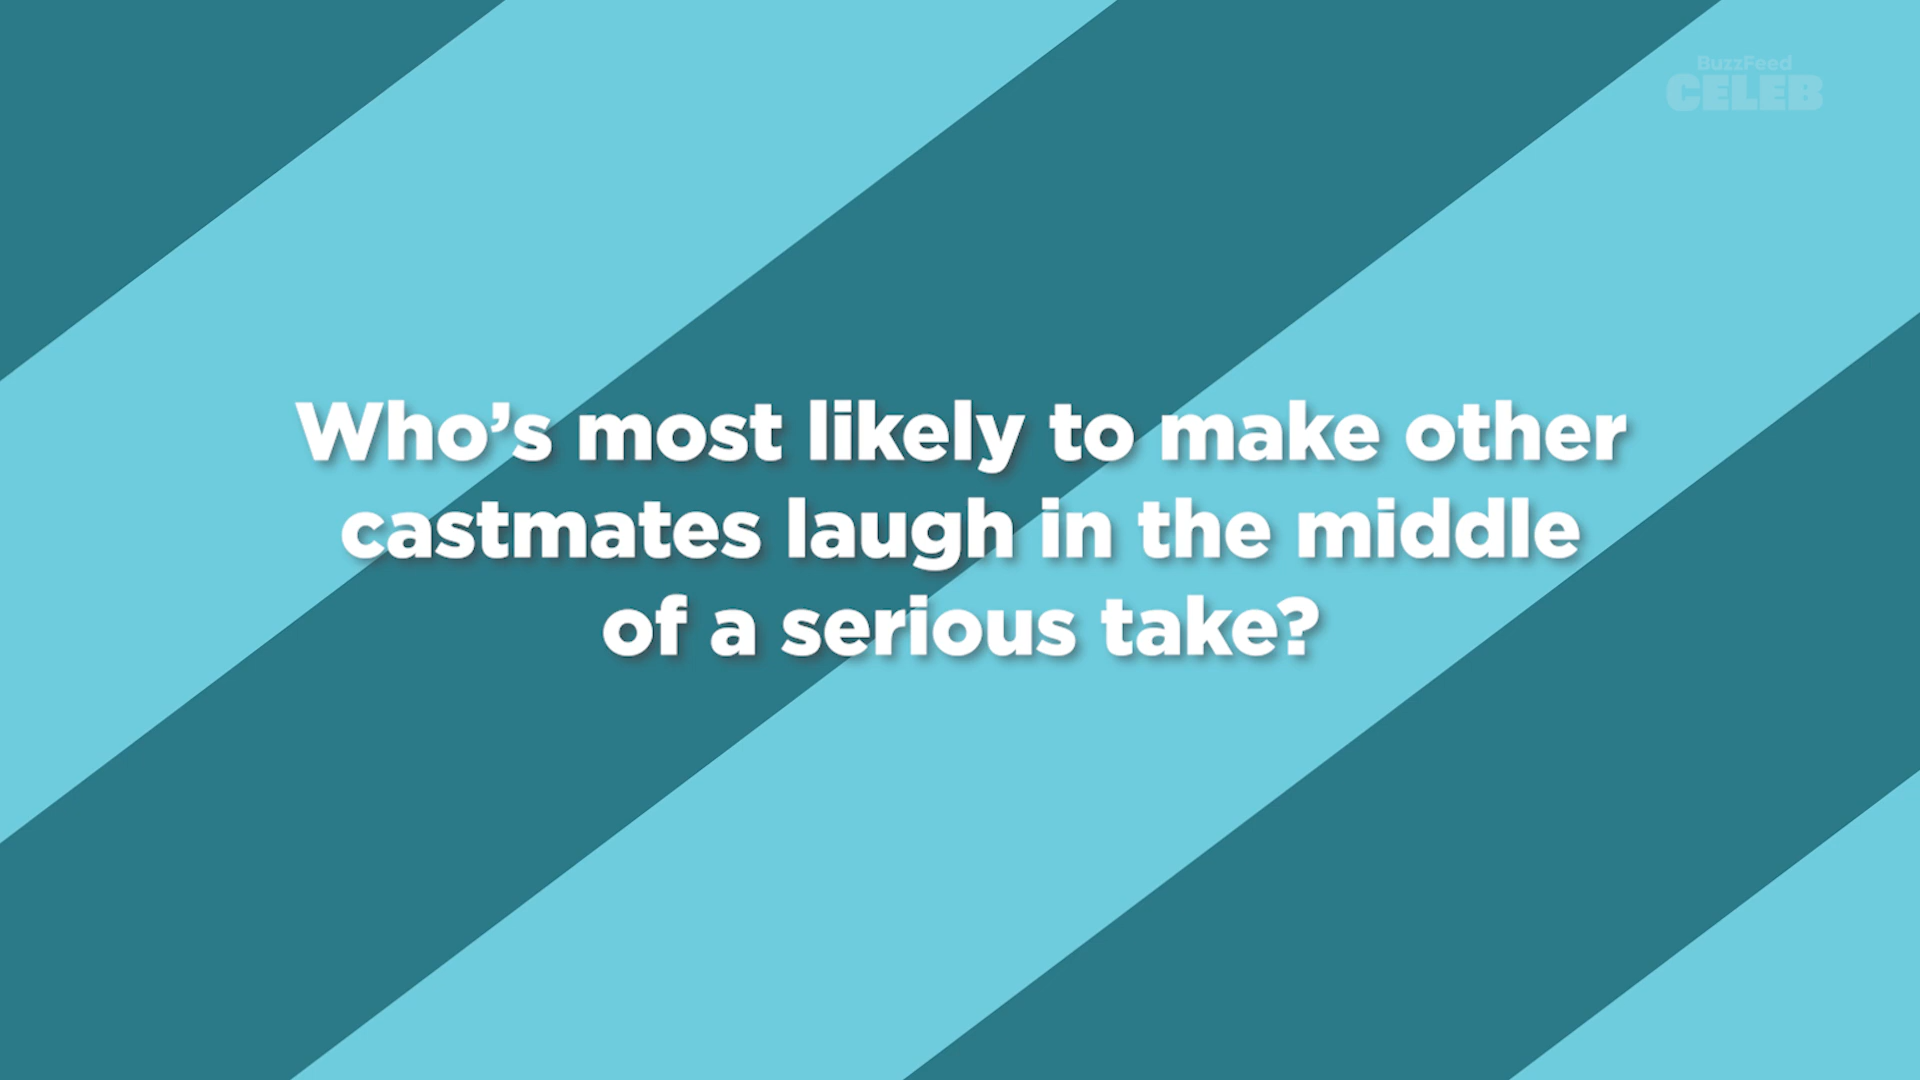 BuzzFeed
CELEB
Who’s most likely to make other
castmates laugh in the middle
of a serious take?